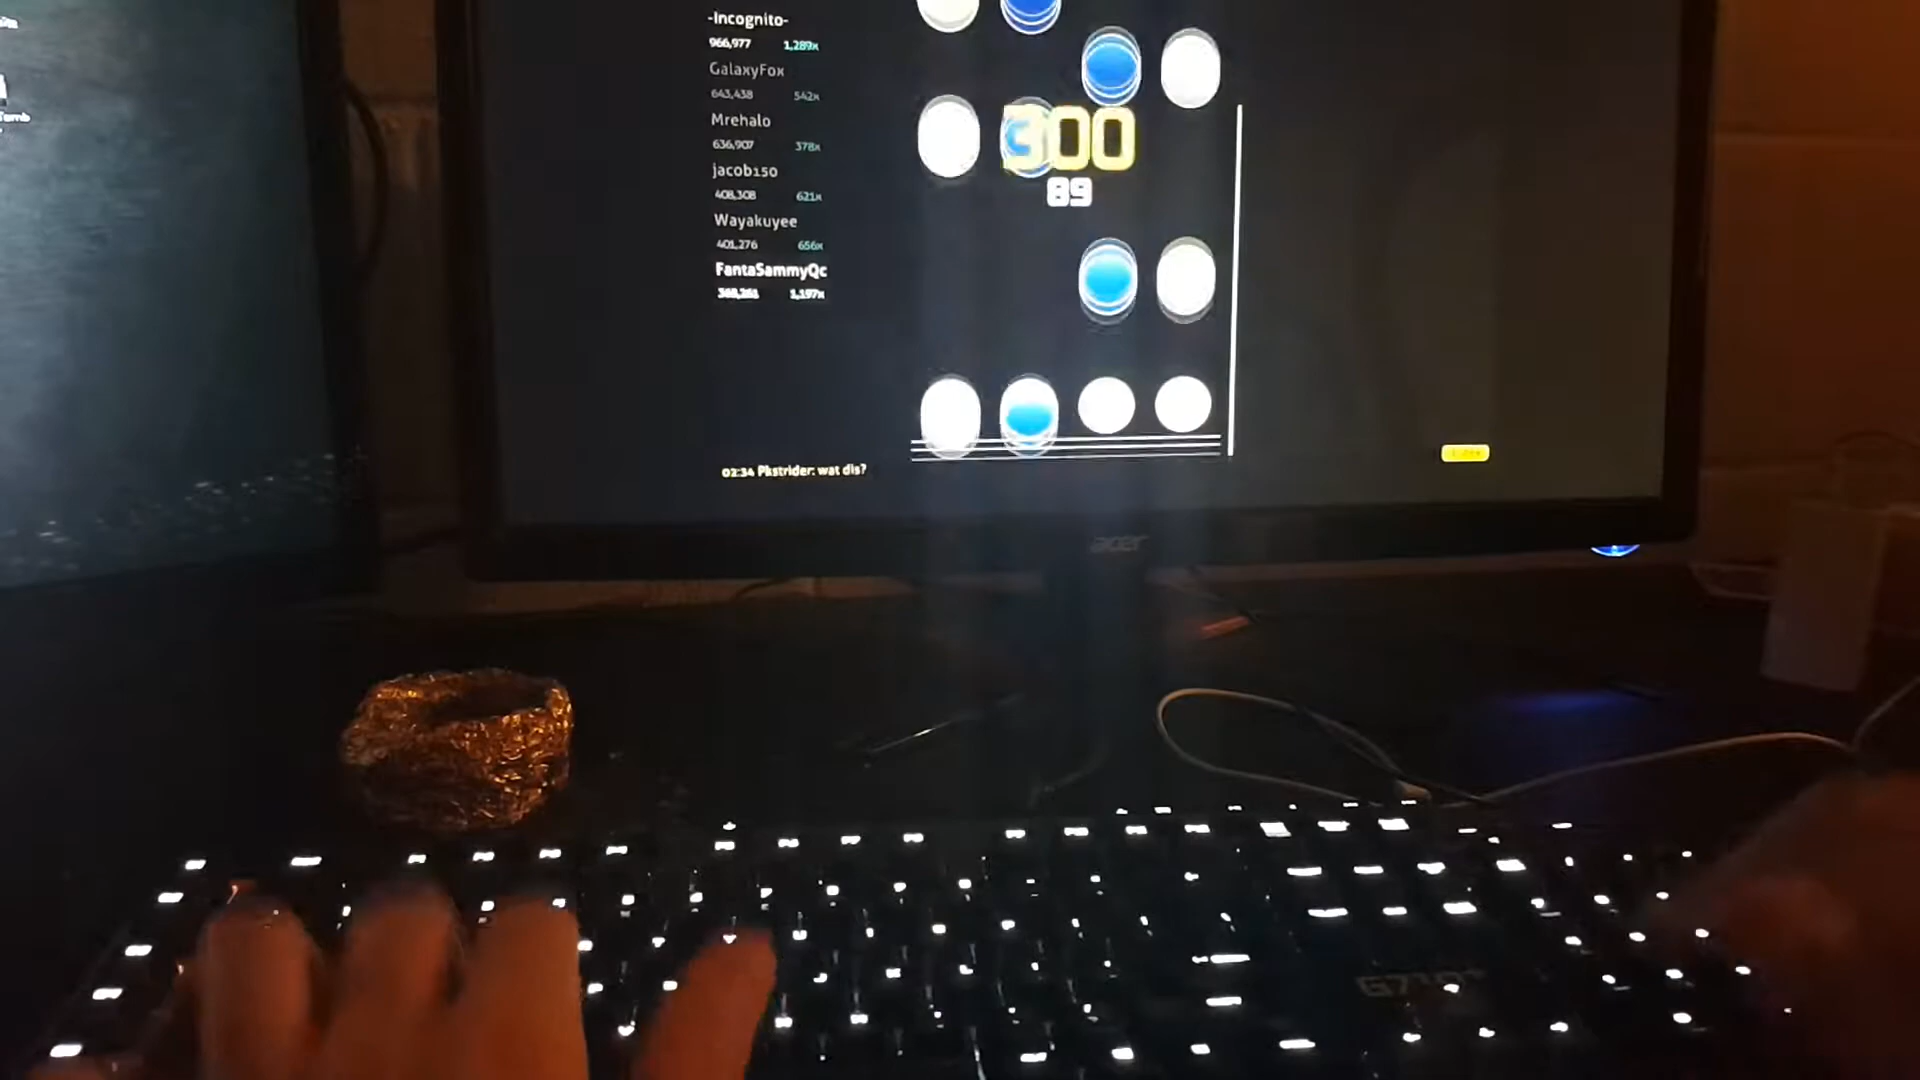 -Incognito-
966,977 1,289x
GalaxyFox
643,438 542x
Mrehalo
636,907 378x
jacob150
408,308 621x
Wayakuyee
401,276 656x
FantaSammyQc
1,197x
300
89
02:34 Pkstrider: wat dis?
acer